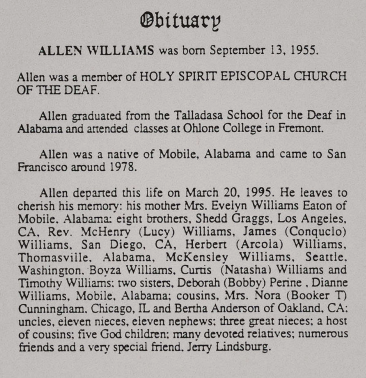 Obituary
ALLEN WILLIAMS was born September 13, 1955.
Allen was a member of HOLY SPIRIT EPISCOPAL CHURCH
OF THE DEAF.
Allen graduated from the Talladasa School for the Deaf in
Alabama and attended classes at Ohlone College in Fremont.
Allen was a native of Mobile, Alabama and came to San
Francisco around 1978.
Allen departed this life on March 20, 1995. He leaves to
cherish his memory: his mother Mrs. Evelyn Williams Eaton of
Mobile, Alabama: eight brothers, Shedd Graggs, Los Angeles,
CA, Rev. McHenry (Lucy) Williams, James (Conquclo)
Williams, San Diego, CA, Herbert (Arcola) Williams,
Thomasville, Alabama, McKensley Williams, Seattle,
Washington, Boyza Williams, Curtis (Natasha) Williams and
Timothy Williams: two sisters, Deborah (Bobby) Perine , Dianne
Williams, Mobile, Alabama; cousins, Mrs. Nora (Booker T)
Cunningham, Chicago, IL and Bertha Anderson of Oakland, CA;
uncles, eleven nieces, eleven nephews; three great nieces; a host
of cousins; five God children; many devoted relatives; numerous
friends and a very special friend, Jerry Lindsburg.